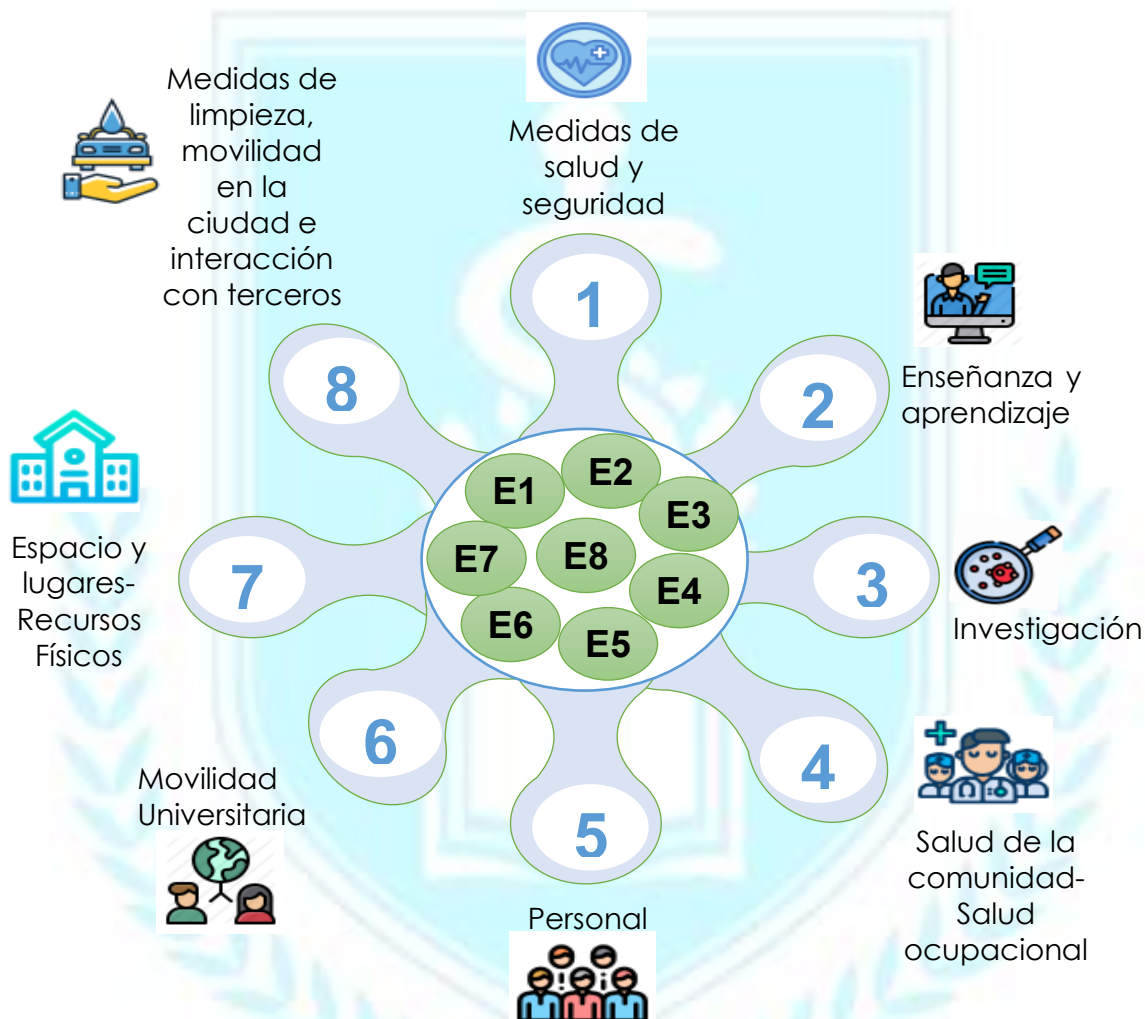 Medidas de
salud y
seguridad
1
Enseñanza y
aprendizaje
2
Investigación
3
Salud de la
comunidad-
Salud
ocupacional
4
Personal
5
Movilidad
Universitaria
6
Espacio y
lugares-
Recursos
Físicos
7
Medidas de
limpieza,
movilidad
en la
ciudad e
interacción
con terceros
8
E1
E2
E3
E4
E5
E6
E7
E8